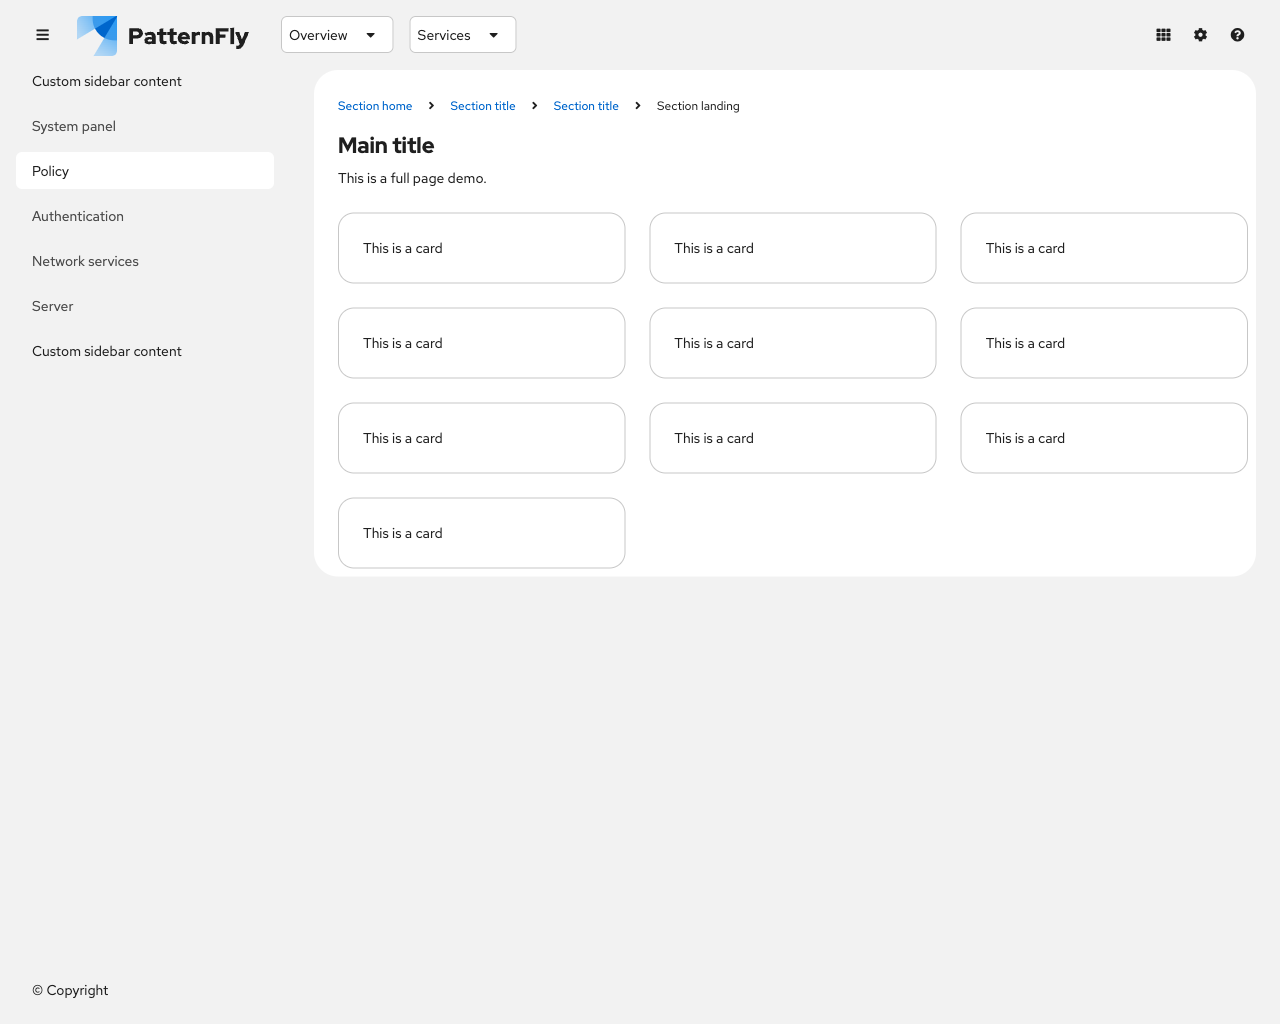 PatternFly
Overview
Services
Custom sidebar content
System panel
Policy
Authentication
Network services
Server
Custom sidebar content
© Copyright
Section home
Section title
Section title
Section landing
Main title
This is a full page demo.
This is a card
This is a card
This is a card
This is a card
This is a card
This is a card
This is a card
This is a card
This is a card
This is a card